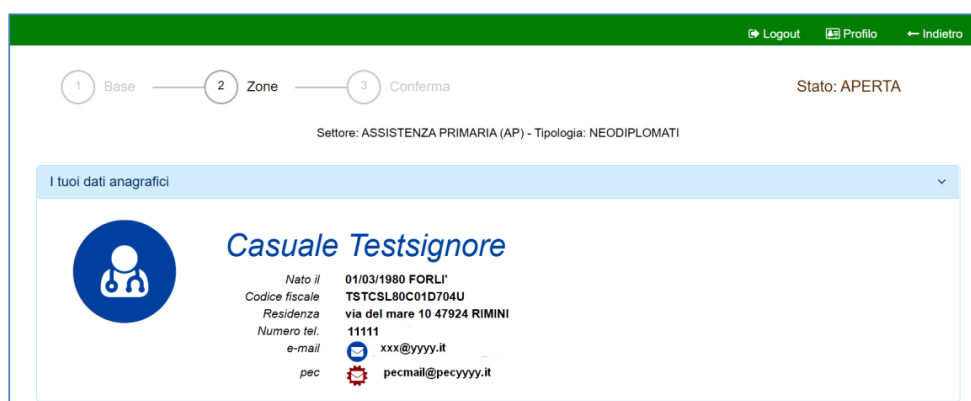 Logout Profilo Indietro
1 Base 2 Zone 3 Conferma Stato: APERTA
Settore: ASSISTENZA PRIMARIA (AP) - Tipologia: NEODIPLOMATI
I tuoi dati anagrafici
Casuale Testsignore
Nato il 01/03/1980 FORLI'
Codice fiscale TSTCSL80C01D704U
Residenza via del mare 10 47924 RIMINI
Numero tel. 11111
e-mail xxx@yyyy.it
pec pecmail@pecyyyy.it